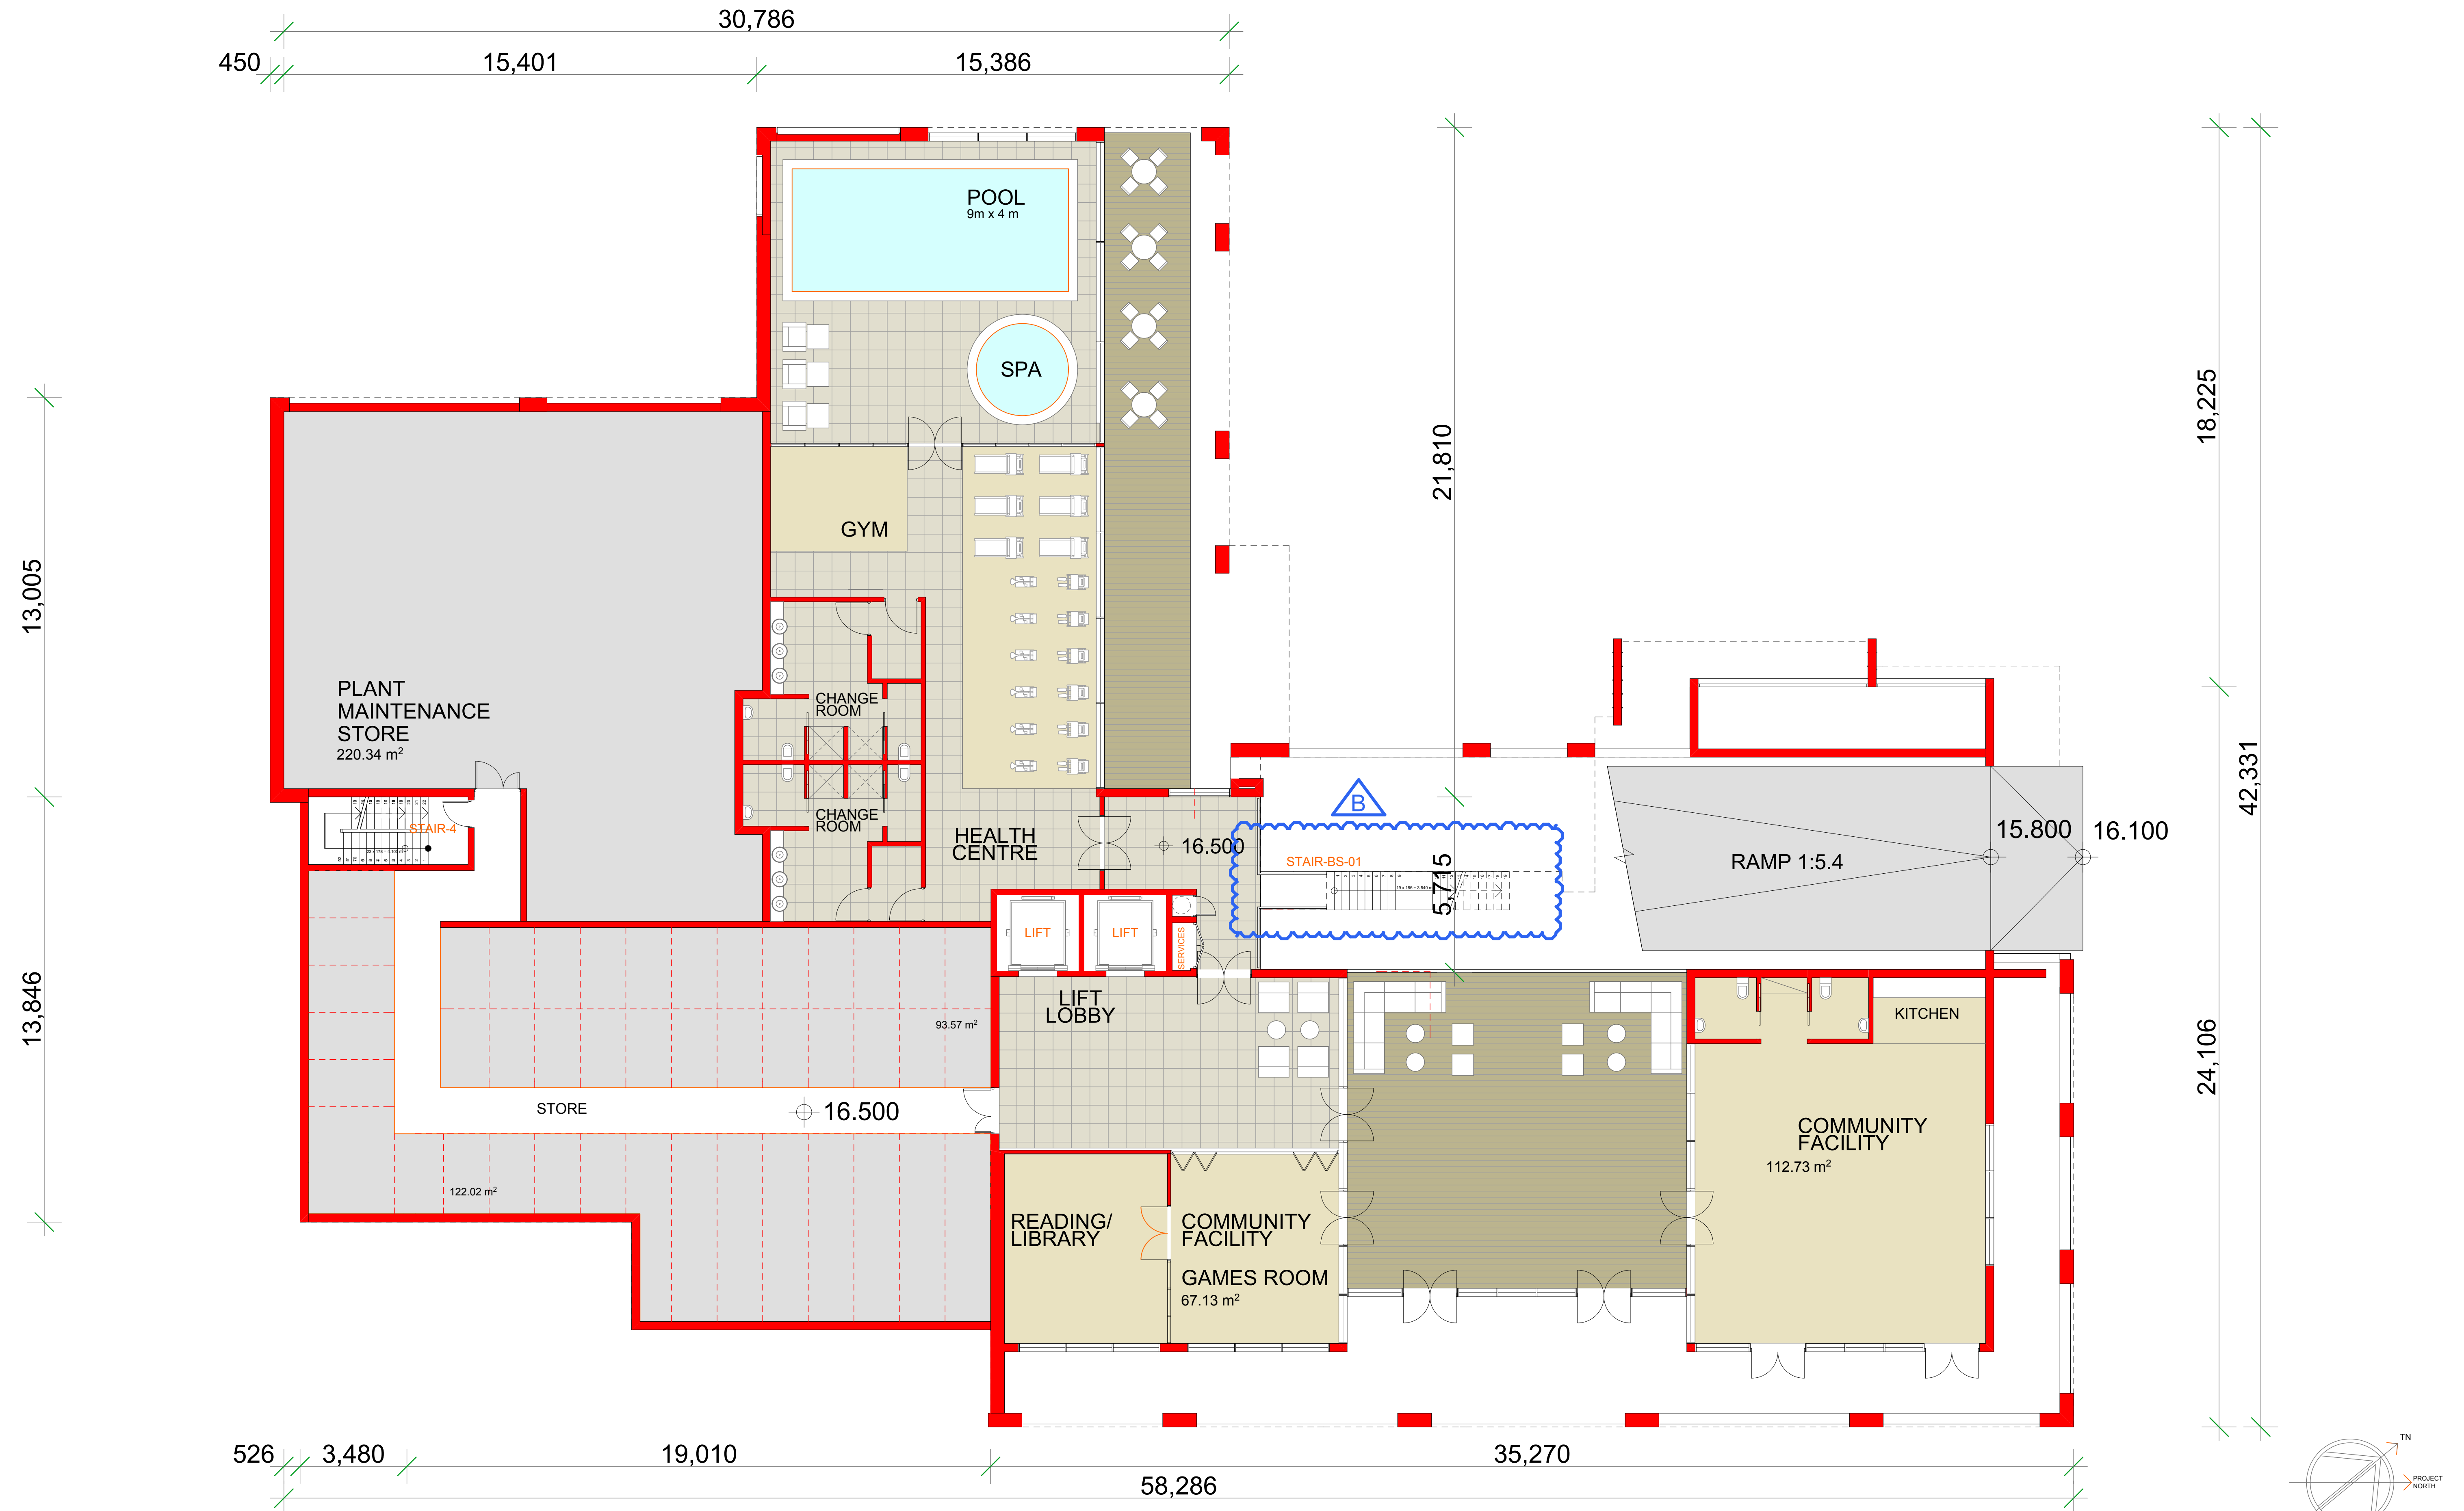 30,786
450
15,401
15,386
POOL
9m x 4 m
SPA
18,225
21,810
GYM
13,005
PLANT
MAINTENANCE
STORE
220.34 m²
CHANGE
ROOM
42,331
B
CHANGE
ROOM
STAIR-4
HEALTH
CENTRE
16.500
STAIR-BS-01
5,715
RAMP 1:5.4
15.800
16.100
LIFT
LIFT
SERVICES
LIFT
LOBBY
KITCHEN
93.57 m²
13,846
24,106
STORE
16.500
COMMUNITY
FACILITY
112.73 m²
122.02 m²
READING/
LIBRARY
COMMUNITY
FACILITY
GAMES ROOM
67.13 m²
526
3,480
19,010
35,270
58,286
TN
PROJECT
NORTH